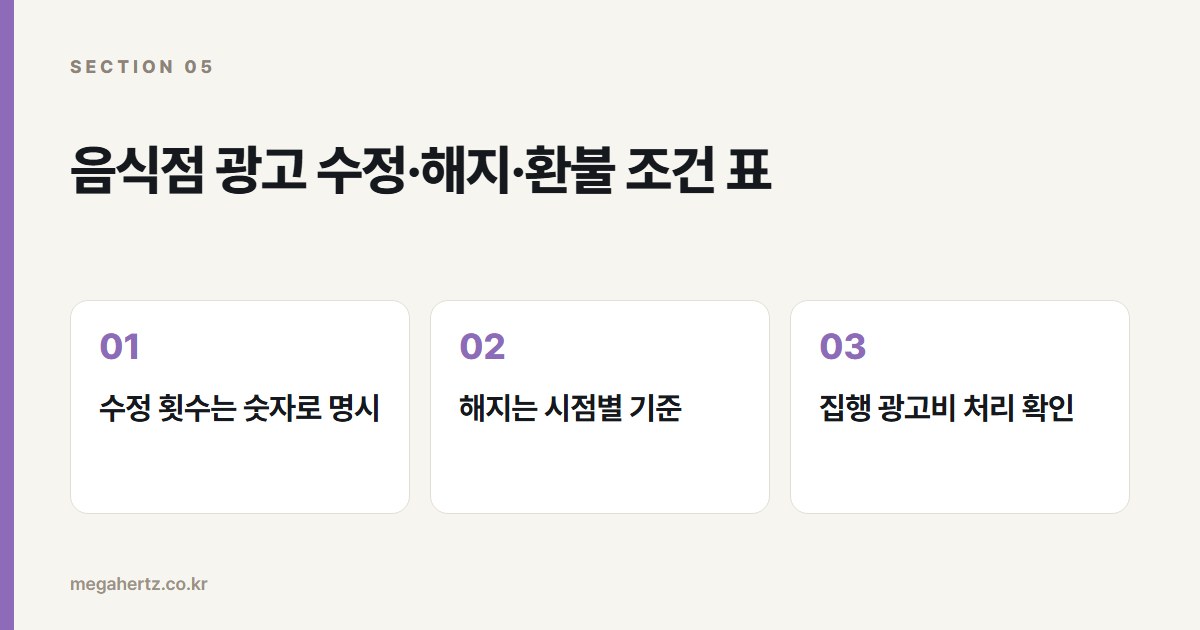 SECTION 05
음식점 광고 수정·해지·환불 조건 표
01
수정 횟수는 숫자로 명시
02
해지는 시점별 기준
03
집행 광고비 처리 확인
megahertz.co.kr